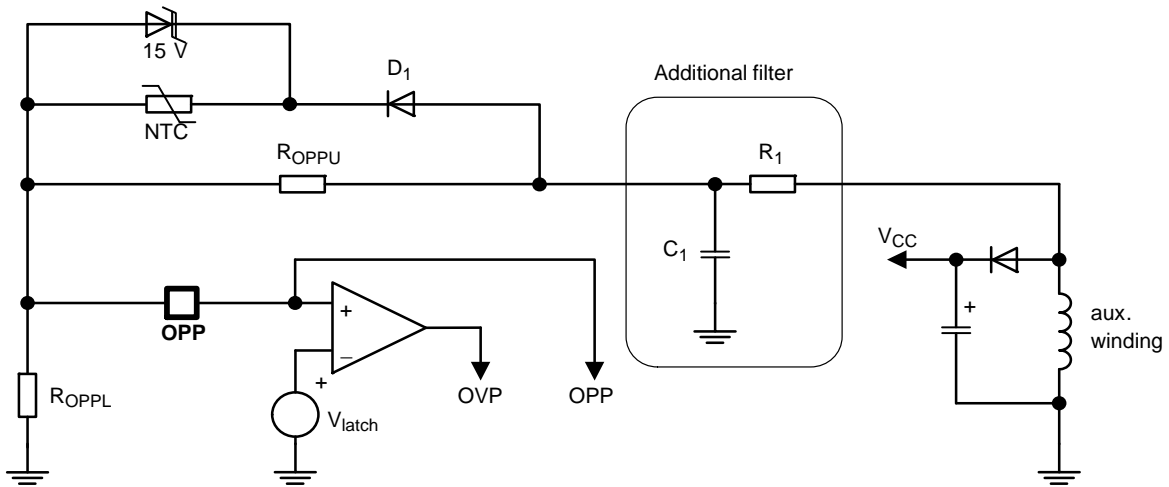 15 V
D1
Additional filter
NTC
ROPPU
R1
C1
VCC
+
OPP
+
−
+
aux.
winding
ROPPL
Vlatch
OVP
OPP